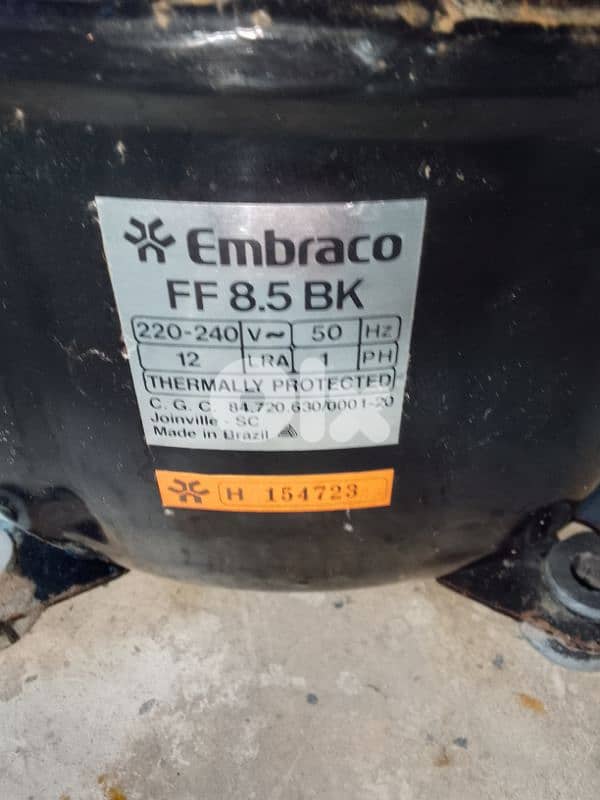 Embraco
FF 8.5 BK
220-240 V~ 50 Hz
12 LRA 1 PH
THERMALLY PROTECTED
C. G. C. 84.720.630/0001-20
Joinville - SC
Made in Brazil
H 154723
olx